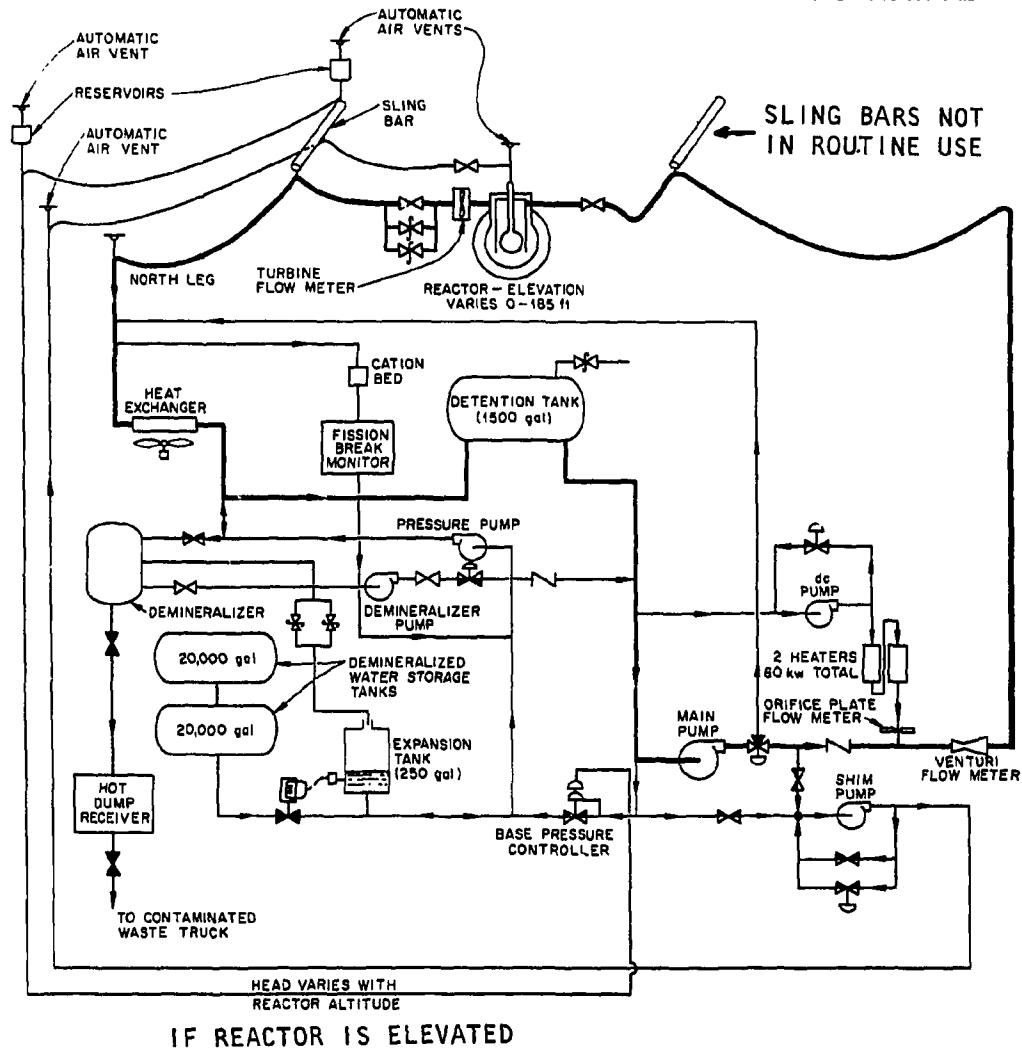 AUTOMATIC
AIR VENT
AUTOMATIC
AIR VENTS
RESERVOIRS
SLING
BAR
AUTOMATIC
AIR VENT
SLING BARS NOT
IN ROUTINE USE
NORTH LEG
TURBINE
FLOW METER
REACTOR – ELEVATION
VARIES 0–185 ft
CATION
BED
HEAT
EXCHANGER
DETENTION TANK
(1500 gal)
FISSION
BREAK
MONITOR
PRESSURE PUMP
dc
PUMP
DEMINERALIZER
DEMINERALIZER
PUMP
20,000 gal
DEMINERALIZED
WATER STORAGE
TANKS
2 HEATERS
80 kw TOTAL
ORIFICE PLATE
FLOW METER
20,000 gal
MAIN
PUMP
EXPANSION
TANK
(250 gal)
VENTURI
FLOW METER
HOT
DUMP
RECEIVER
SHIM
PUMP
BASE PRESSURE
CONTROLLER
TO CONTAMINATED
WASTE TRUCK
HEAD VARIES WITH
REACTOR ALTITUDE
IF REACTOR IS ELEVATED